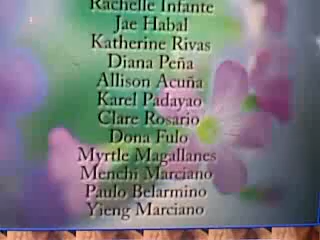 Rachelle Infante
Jae Habal
Katherine Rivas
Diana Peña
Allison Acuña
Karel Padayao
Clare Rosario
Dona Fulo
Myrtle Magallanes
Menchi Marciano
Paulo Belarmino
Yieng Marciano